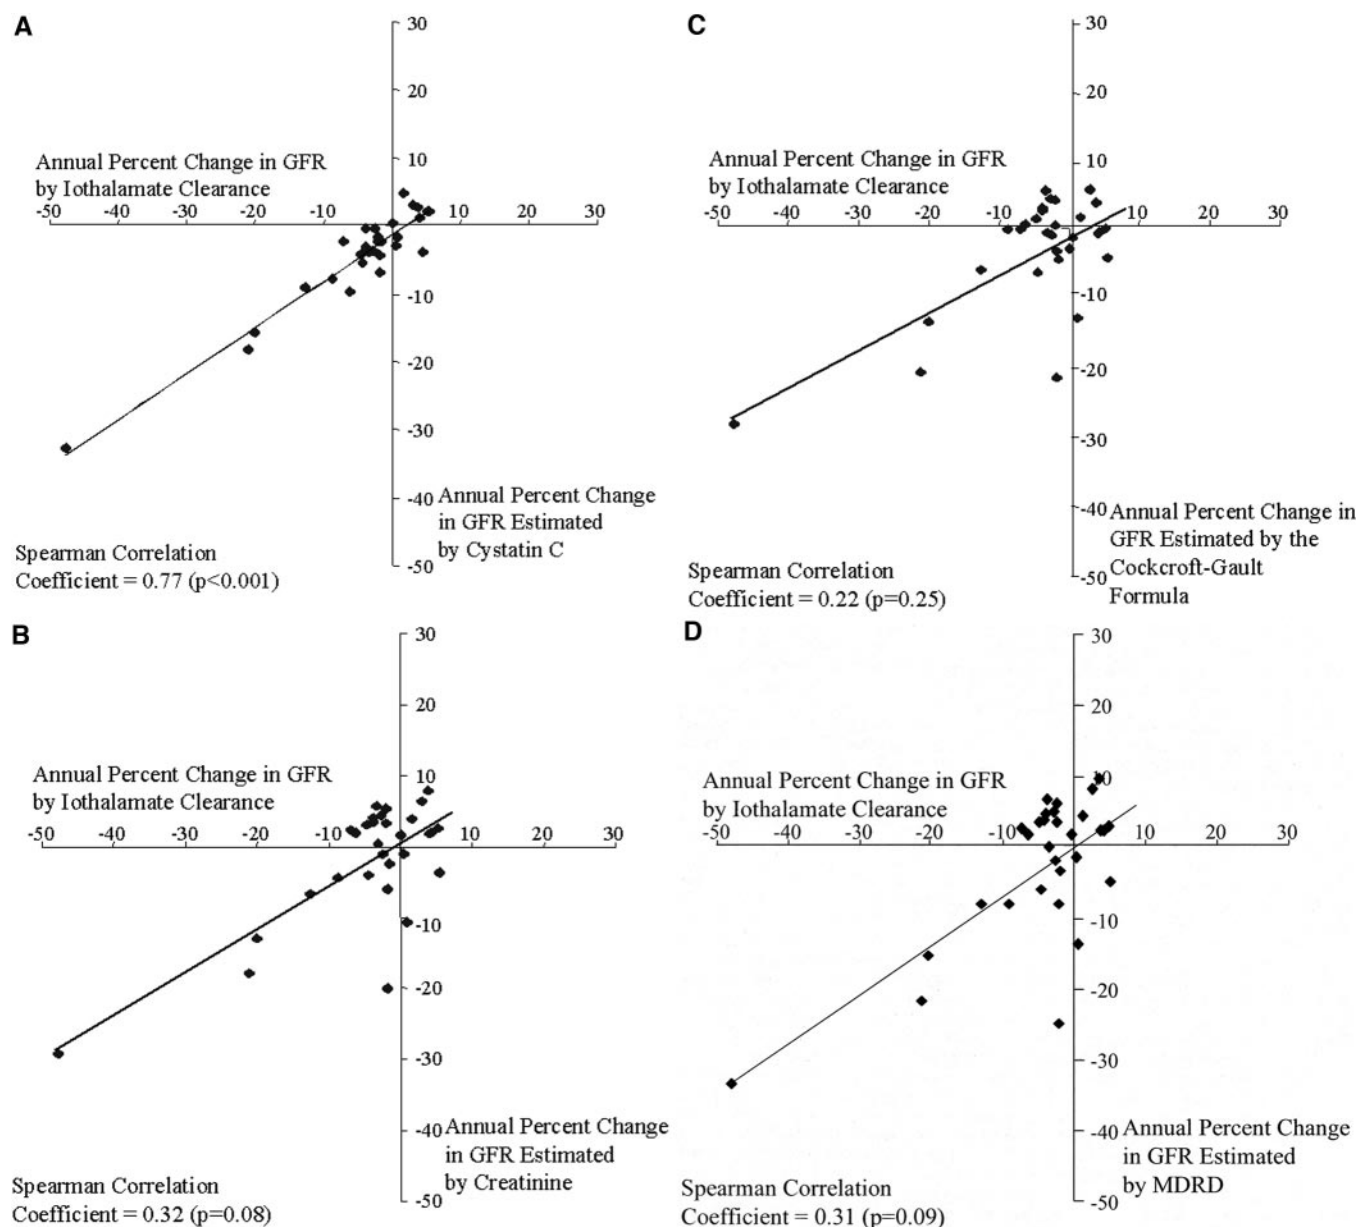 A
30
20
10
Annual Percent Change in GFR
by Iothalamate Clearance
-50 -40 -30 -20 -10 10 20 30
-10
-20
-30
-40
-50
Annual Percent Change
in GFR Estimated
by Cystatin C
Spearman Correlation
Coefficient = 0.77 (p<0.001)
C
30
20
10
Annual Percent Change in GFR
by Iothalamate Clearance
-50 -40 -30 -20 -10 10 20 30
-10
-20
-30
-40
-50
Annual Percent Change in
GFR Estimated by the
Cockcroft-Gault
Formula
Spearman Correlation
Coefficient = 0.22 (p=0.25)
B
30
20
10
Annual Percent Change in GFR
by Iothalamate Clearance
-50 -40 -30 -20 -10 10 20 30
-10
-20
-30
-40
-50
Annual Percent Change
in GFR Estimated
by Creatinine
Spearman Correlation
Coefficient = 0.32 (p=0.08)
D
30
20
10
Annual Percent Change in GFR
by Iothalamate Clearance
-50 -40 -30 -20 -10 10 20 30
-10
-20
-30
-40
-50
Annual Percent Change
in GFR Estimated
by MDRD
Spearman Correlation
Coefficient = 0.31 (p=0.09)